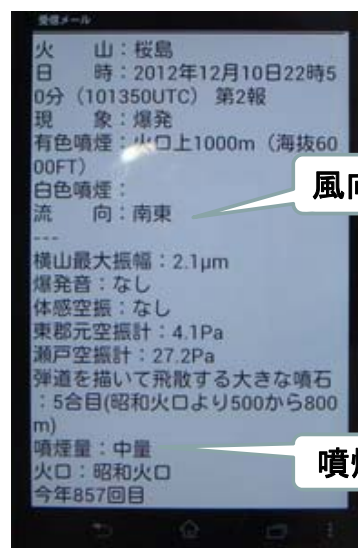 受信メール
火　　山：桜島
日　　時：2012年12月10日22時5
0分（101350UTC） 第2報
現　　象：爆発
有色噴煙：火口上1000m（海抜60
00FT）
白色噴煙：
風向
流　　向：南東
---
横山最大振幅：2.1μm
爆発音：なし
体感空振：なし
東郡元空振計：4.1Pa
瀬戸空振計：27.2Pa
弾道を描いて飛散する大きな噴石
：5合目(昭和火口より500から800
m)
噴煙量：中量
噴煙
火口：昭和火口
今年857回目